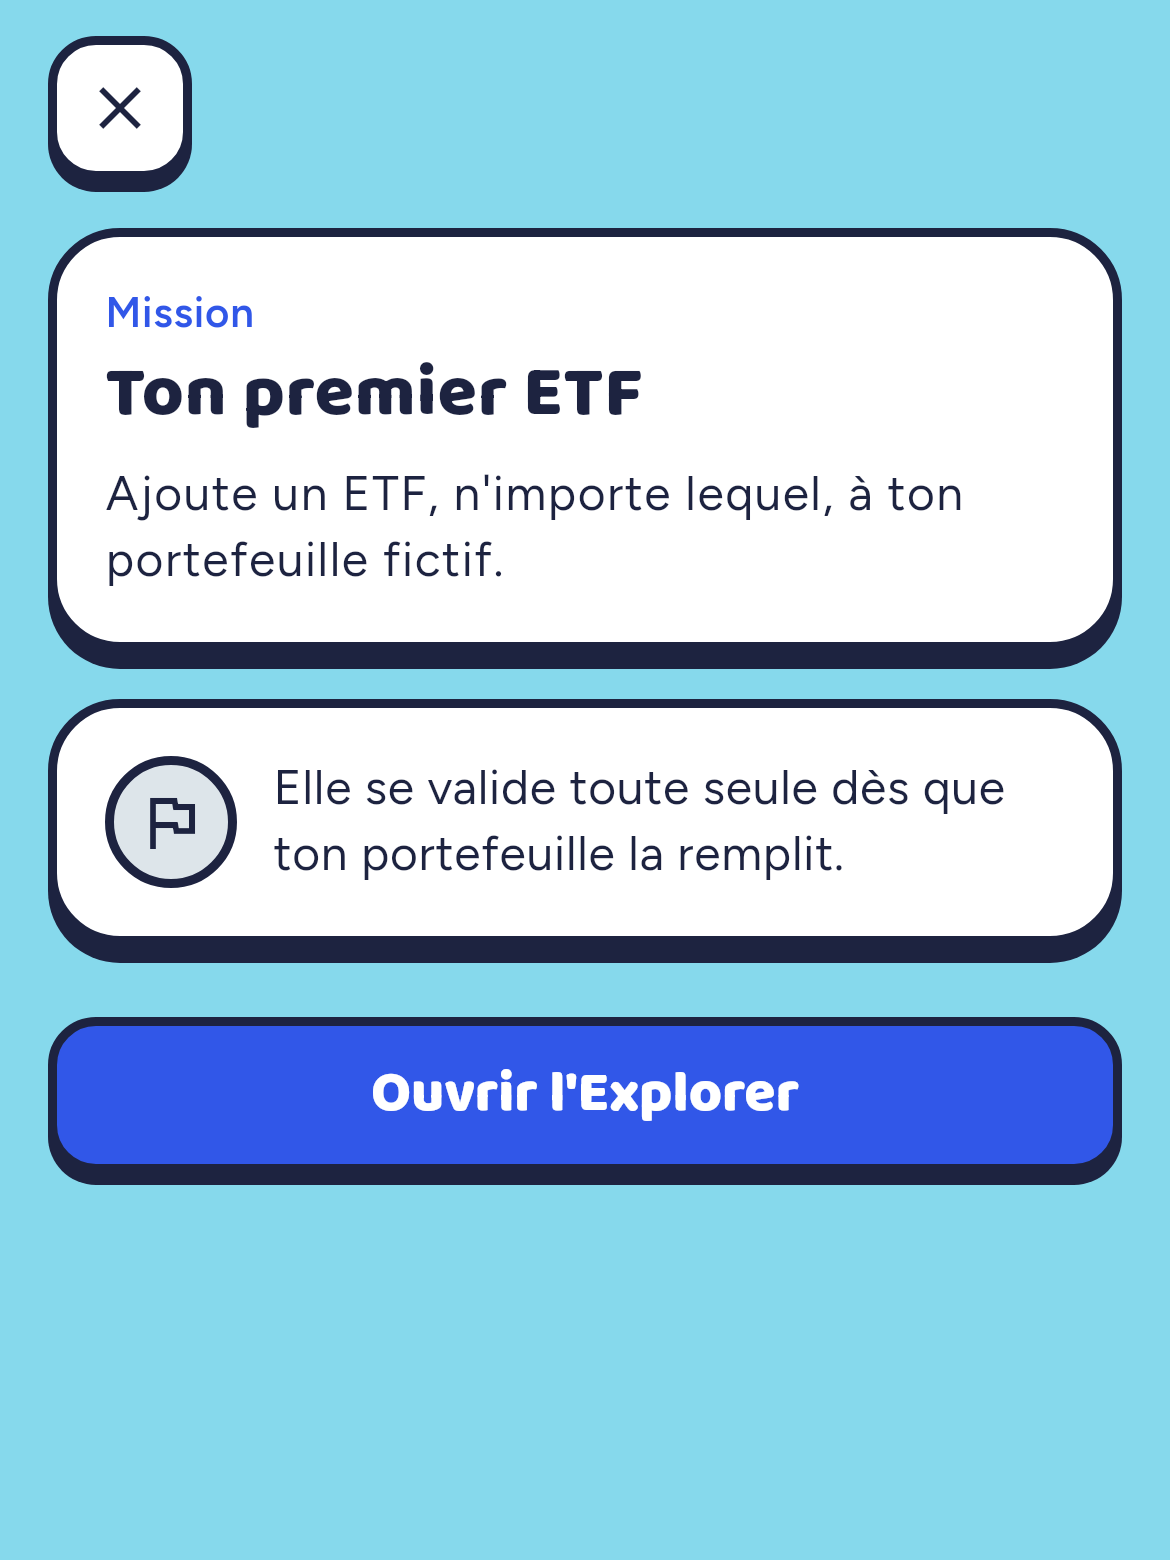 Mission
Ton premier ETF
Ajoute un ETF, n'importe lequel, à ton
portefeuille fictif.
Elle se valide toute seule dès que
ton portefeuille la remplit.
Ouvrir l'Explorer